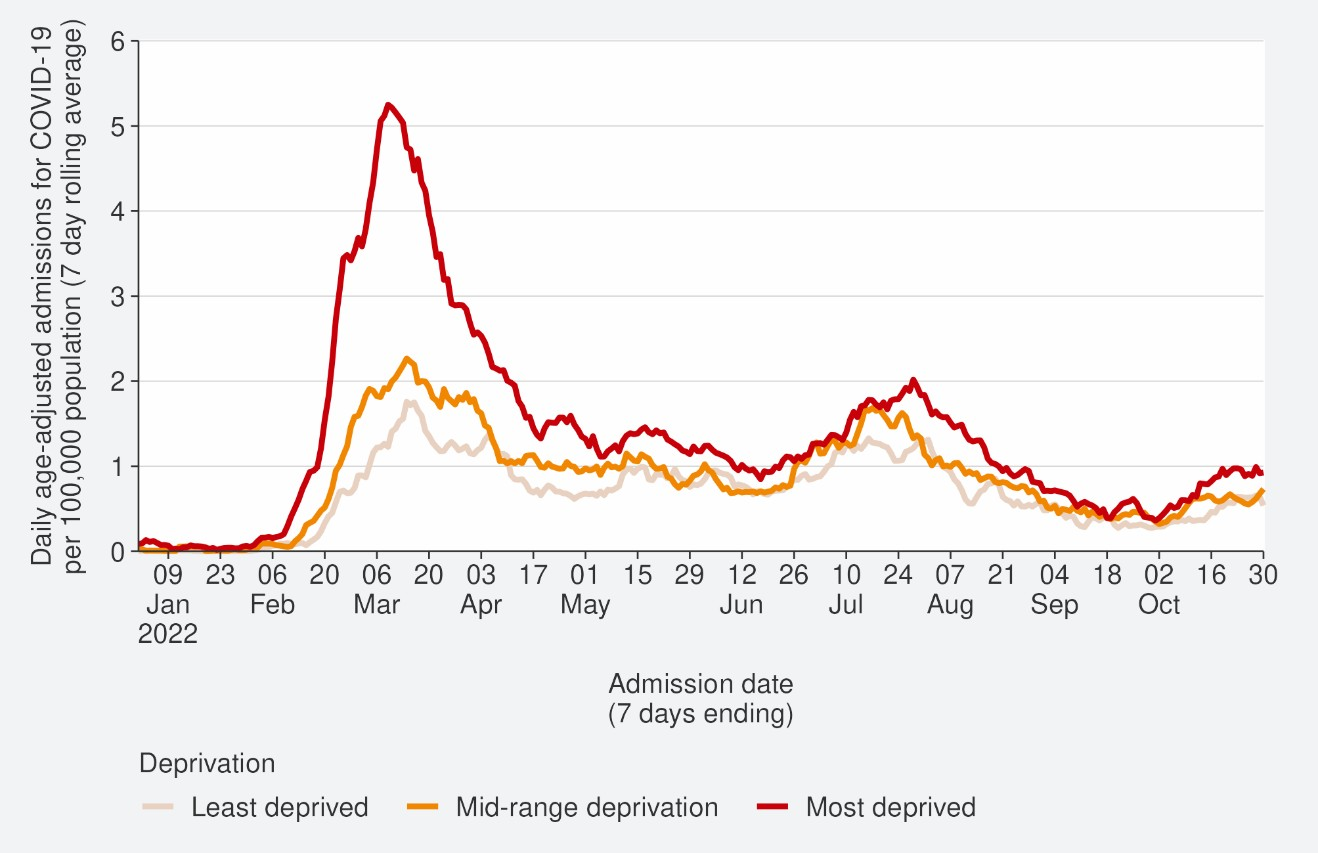 Daily age-adjusted admissions for COVID-19
per 100,000 population (7 day rolling average)
6
5
4
3
2
1
0
09 23 06 20 06 20 03 17 01 15 29 12 26 10 24 07 21 04 18 02 16 30
Jan Feb Mar Apr May Jun Jul Aug Sep Oct
2022
Admission date
(7 days ending)
Deprivation
Least deprived Mid-range deprivation Most deprived